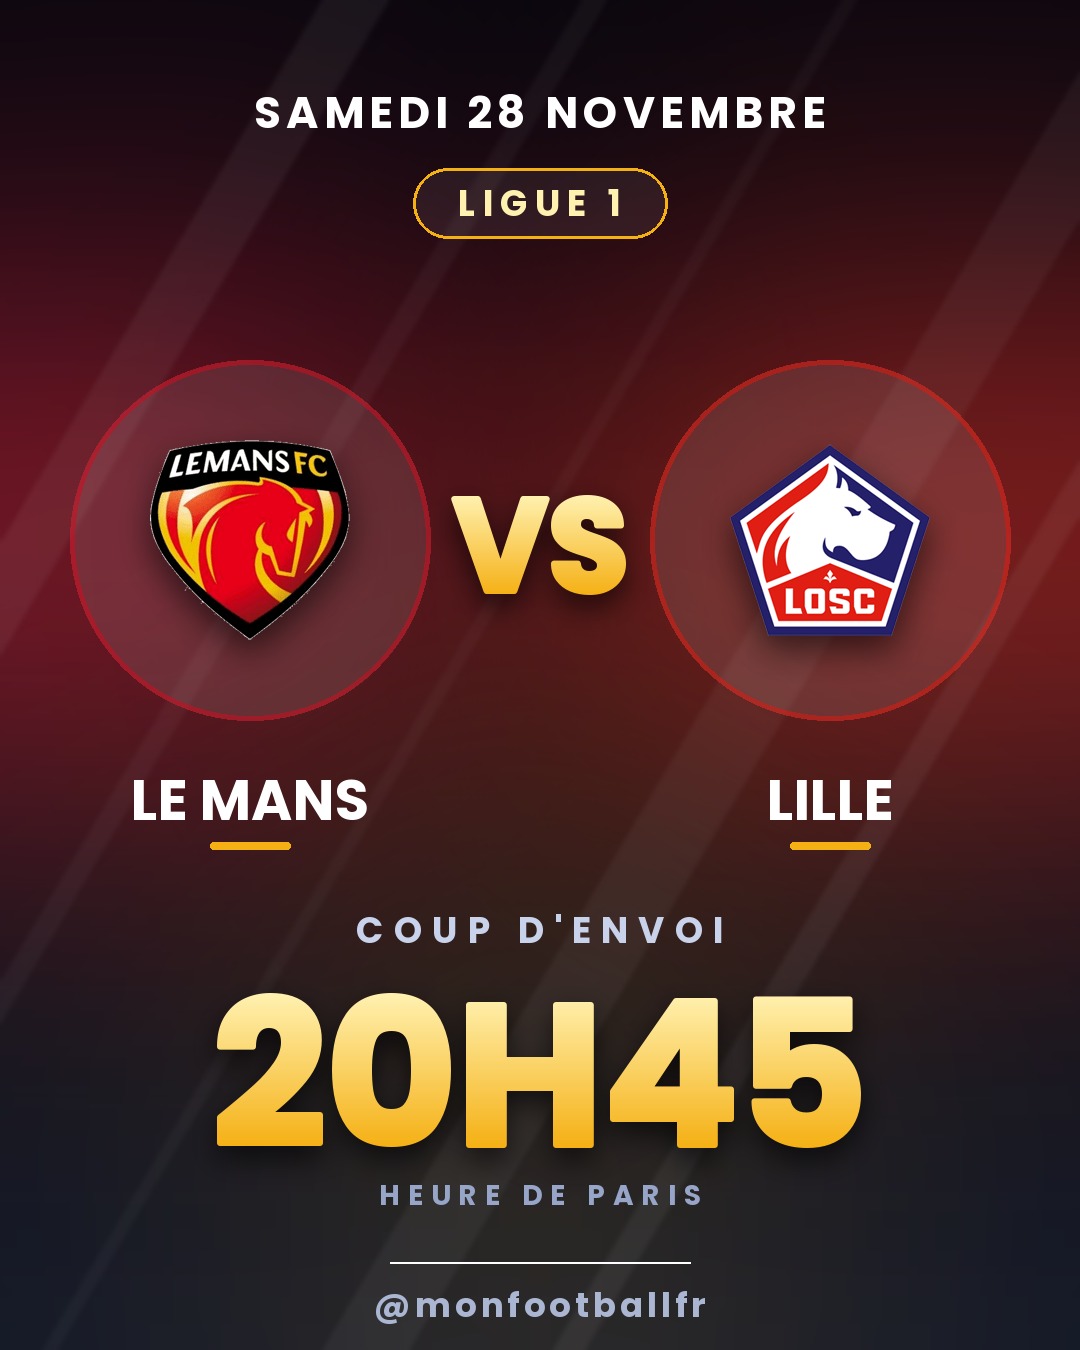 SAMEDI 28 NOVEMBRE
LIGUE 1
LEMANS FC
VS
LOSC
LE MANS
LILLE
COUP D'ENVOI
20H45
HEURE DE PARIS
@monfootballfr